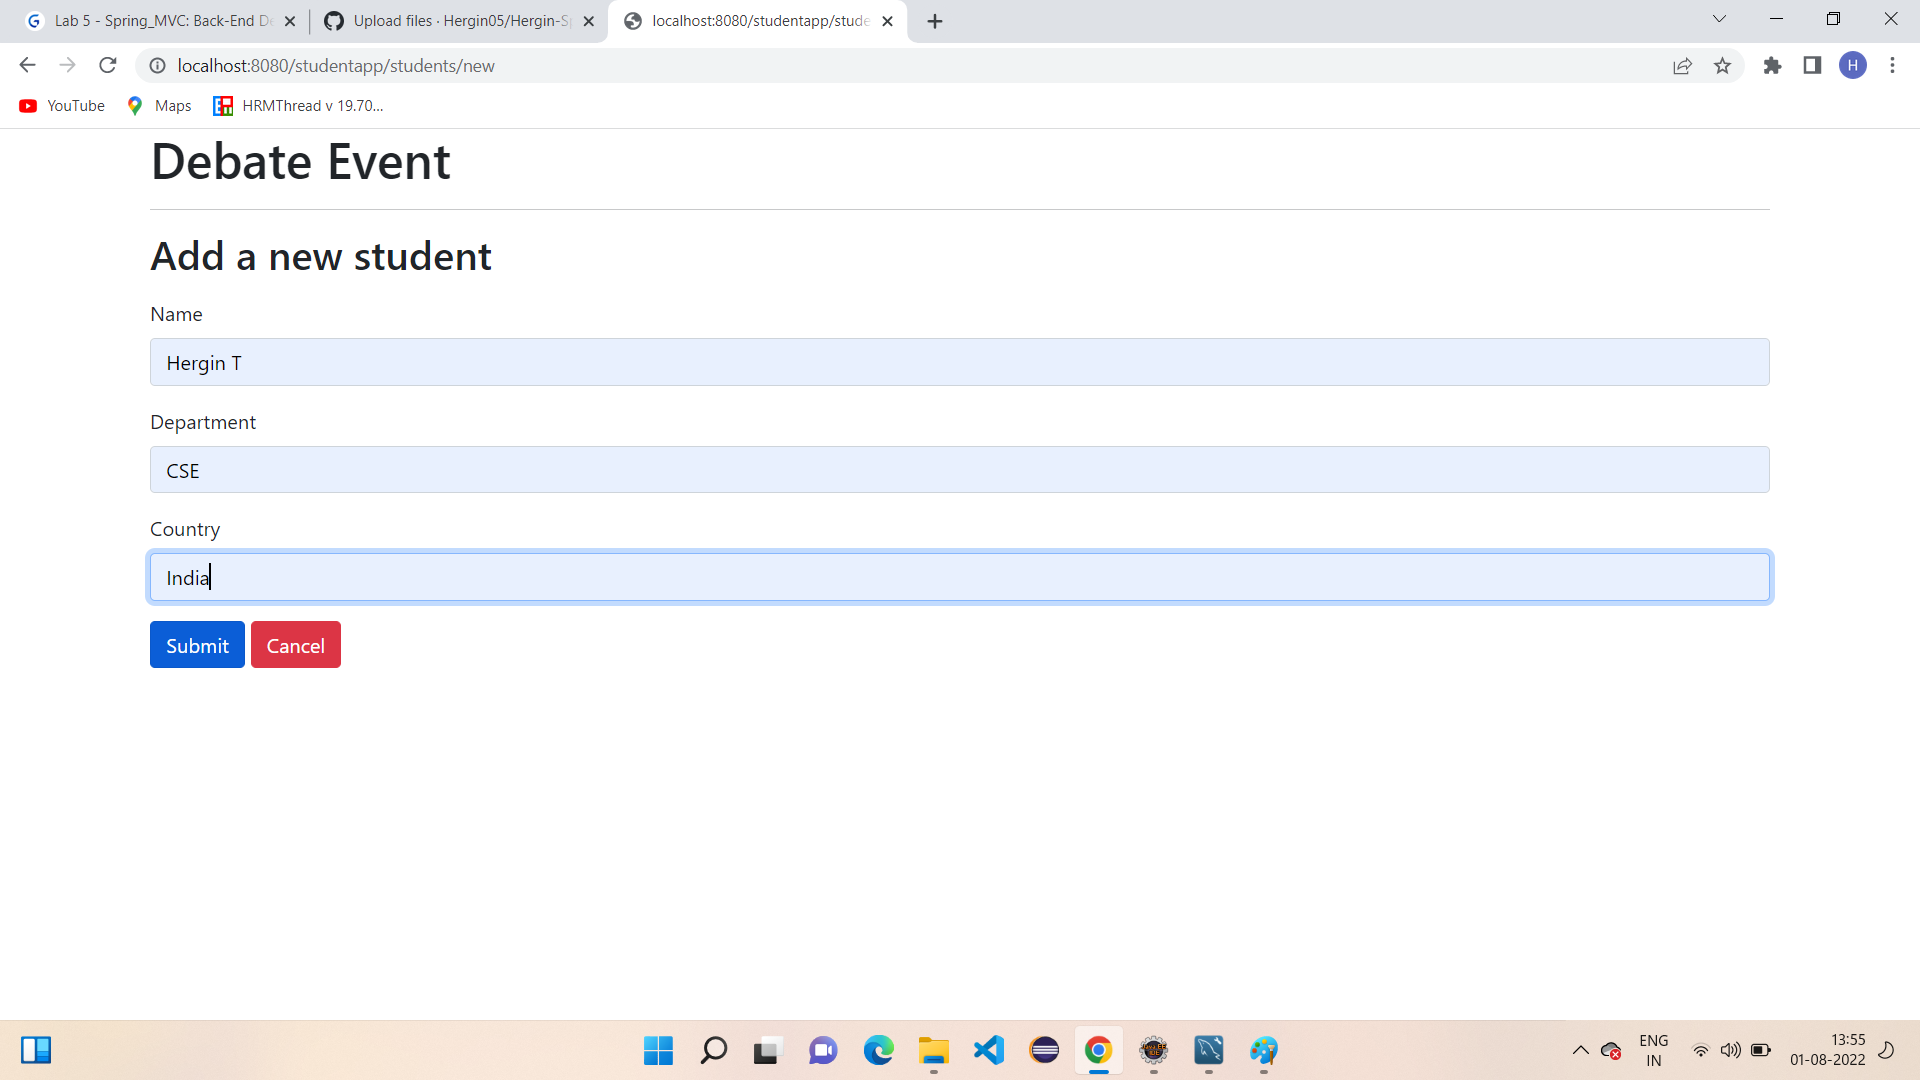 Lab 5 - Spring_MVC: Back-End De
Upload files · Hergin05/Hergin-Sp
localhost:8080/studentapp/stude
localhost:8080/studentapp/students/new
H
YouTube
Maps
HRMThread v 19.70...
Debate Event
Add a new student
Name
Hergin T
Department
CSE
Country
India
Submit Cancel
ENG
IN
13:55
01-08-2022